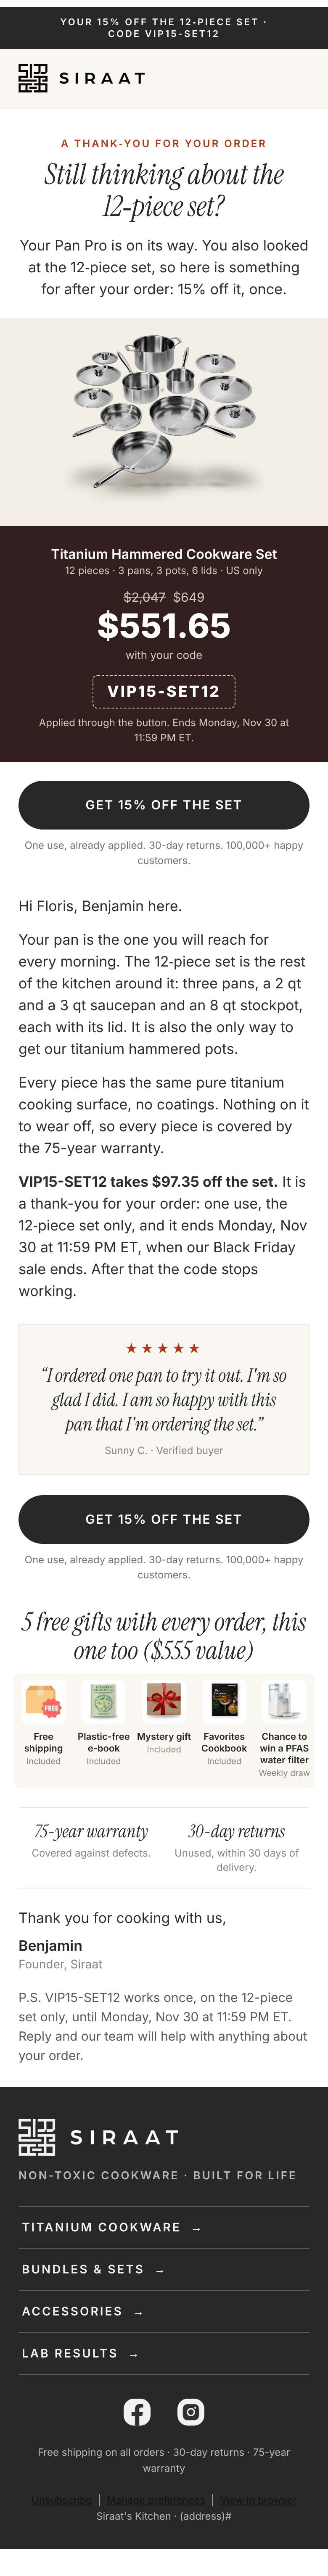 YOUR 15% OFF THE 12-PIECE SET ·
CODE VIP15-SET12
SIRAAT
A THANK-YOU FOR YOUR ORDER
Still thinking about the
12-piece set?
Your Pan Pro is on its way. You also looked
at the 12-piece set, so here is something
for after your order: 15% off it, once.
Titanium Hammered Cookware Set
12 pieces · 3 pans, 3 pots, 6 lids · US only
$2,047 $649
$551.65
with your code
VIP15-SET12
Applied through the button. Ends Monday, Nov 30 at
11:59 PM ET.
GET 15% OFF THE SET
One use, already applied. 30-day returns. 100,000+ happy
customers.
Hi Floris, Benjamin here.
Your pan is the one you will reach for
every morning. The 12-piece set is the rest
of the kitchen around it: three pans, a 2 qt
and a 3 qt saucepan and an 8 qt stockpot,
each with its lid. It is also the only way to
get our titanium hammered pots.
Every piece has the same pure titanium
cooking surface, no coatings. Nothing on it
to wear off, so every piece is covered by
the 75-year warranty.
VIP15-SET12 takes $97.35 off the set. It is
a thank-you for your order: one use, the
12-piece set only, and it ends Monday, Nov
30 at 11:59 PM ET, when our Black Friday
sale ends. After that the code stops
working.
★★★★★
“I ordered one pan to try it out. I'm so
glad I did. I am so happy with this
pan that I'm ordering the set.”
Sunny C. · Verified buyer
GET 15% OFF THE SET
One use, already applied. 30-day returns. 100,000+ happy
customers.
5 free gifts with every order, this
one too ($555 value)
FREE
Free
shipping
Included
Plastic-free
e-book
Included
Mystery gift
Included
Favorites
Cookbook
Included
Chance to
win a PFAS
water filter
Weekly draw
75-year warranty
Covered against defects.
30-day returns
Unused, within 30 days of
delivery.
Thank you for cooking with us,
Benjamin
Founder, Siraat
P.S. VIP15-SET12 works once, on the 12-piece
set only, until Monday, Nov 30 at 11:59 PM ET.
Reply and our team will help with anything about
your order.
SIRAAT
NON-TOXIC COOKWARE · BUILT FOR LIFE
TITANIUM COOKWARE →
BUNDLES & SETS →
ACCESSORIES →
LAB RESULTS →
Free shipping on all orders · 30-day returns · 75-year
warranty
Unsubscribe | Manage preferences | View in browser
Siraat's Kitchen · (address)#